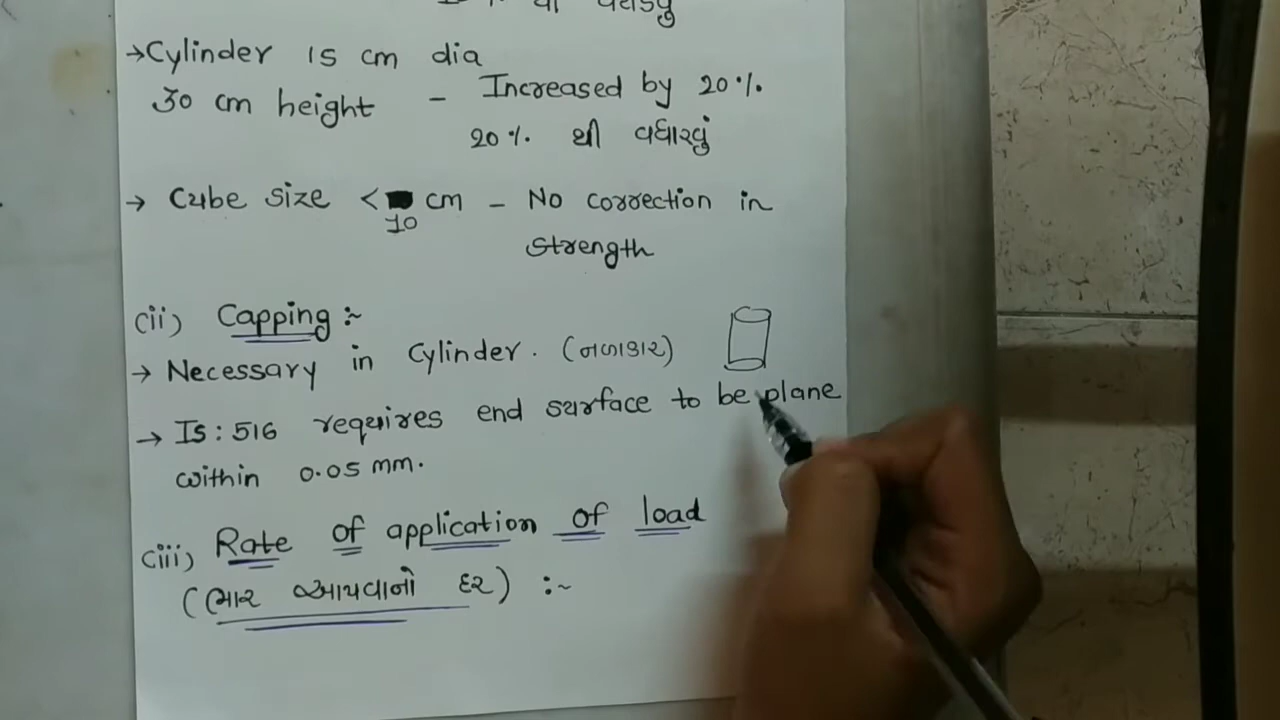 થી ઘટાડવું
→ Cylinder 15 cm dia
30 cm height - Increased by 20%.
20%. થી વધારવું
→ Cube size < cm - No correction in
10
strength
(ii) Capping :~
→ Necessary in Cylinder. (નળાકાર)
→ Is : 516 requires end surface to be plane
within 0.05 mm.
(iii) Rate of application of load
(ભાર આપવાનો દર) :~